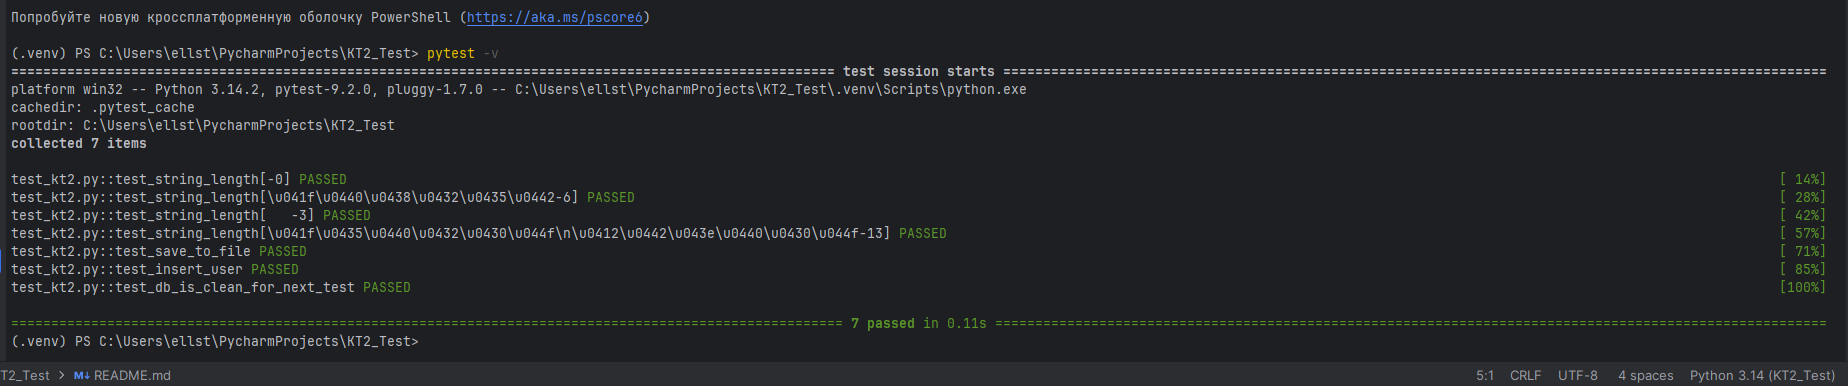 Попробуйте новую кроссплатформенную оболочку PowerShell (https://aka.ms/pscore6)
(.venv) PS C:\Users\ellst\PycharmProjects\KT2_Test> pytest -v
============================== test session starts ==============================
platform win32 -- Python 3.14.2, pytest-9.2.0, pluggy-1.7.0 -- C:\Users\ellst\PycharmProjects\KT2_Test\.venv\Scripts\python.exe
cachedir: .pytest_cache
rootdir: C:\Users\ellst\PycharmProjects\KT2_Test
collected 7 items
test_kt2.py::test_string_length[-0] PASSED [ 14%]
test_kt2.py::test_string_length[\u041f\u0440\u0438\u0432\u0435\u0442-6] PASSED [ 28%]
test_kt2.py::test_string_length[   -3] PASSED [ 42%]
test_kt2.py::test_string_length[\u041f\u0435\u0440\u0432\u0430\u044f\n\u0412\u0442\u043e\u0440\u0430\u044f-13] PASSED [ 57%]
test_kt2.py::test_save_to_file PASSED [ 71%]
test_kt2.py::test_insert_user PASSED [ 85%]
test_kt2.py::test_db_is_clean_for_next_test PASSED [100%]
============================== 7 passed in 0.11s ==============================
(.venv) PS C:\Users\ellst\PycharmProjects\KT2_Test>
T2_Test > M↓ README.md 5:1 CRLF UTF-8 4 spaces Python 3.14 (KT2_Test)